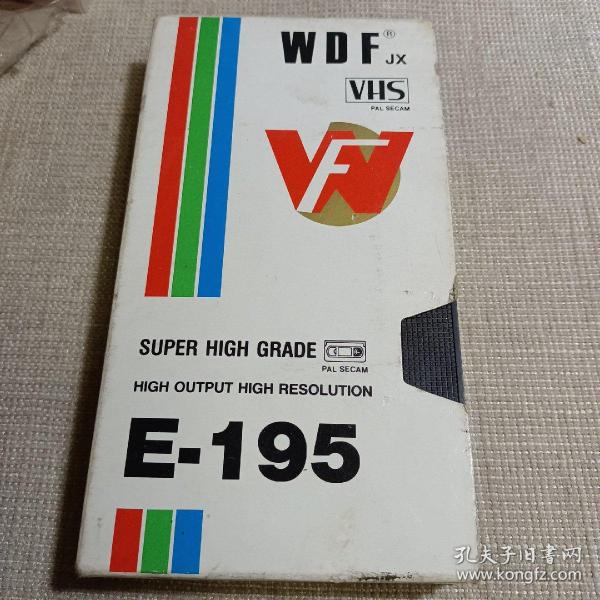 WDF® JX
VHS
PAL SECAM
WF
SUPER HIGH GRADE
PAL SECAM
HIGH OUTPUT HIGH RESOLUTION
E-195
孔夫子旧书网
www.kongfz.com